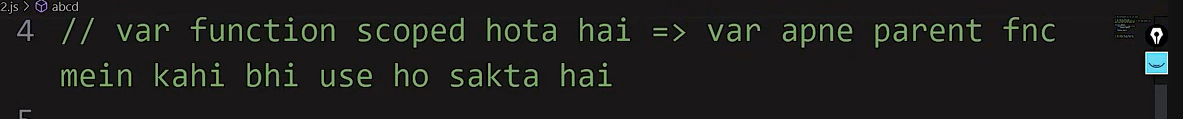 2.js > abcd
4 // var function scoped hota hai => var apne parent fnc
mein kahi bhi use ho sakta hai